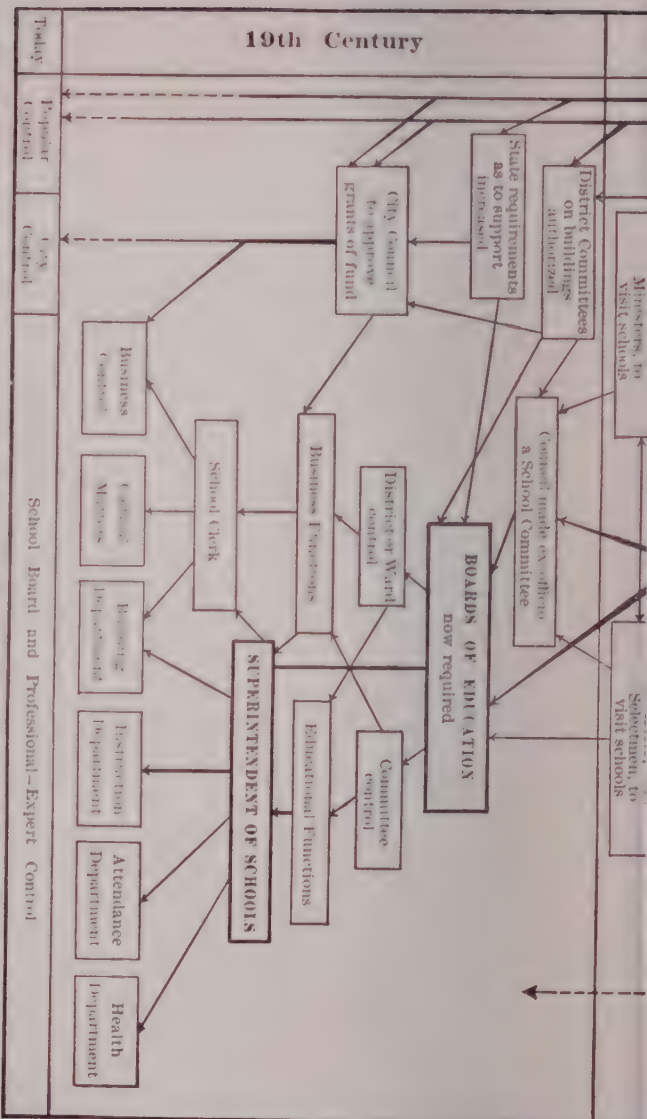 19th Century
Today
Ministers, to
visit schools
Selectmen, to
visit schools
District Committees
on buildings
authorized
Council made ex officio
a School Committee
State requirements
as to support
increased
BOARDS OF EDUCATION
now required
City Council
to approve
grants of fund
District or Ward
control
Committee
control
Business Functions
Educational Functions
School Clerk
SUPERINTENDENT OF SCHOOLS
Business
Control
Department
Instruction
Department
Attendance
Department
Health
Department
Popular
Control
City
Control
School Board and Professional-Expert Control